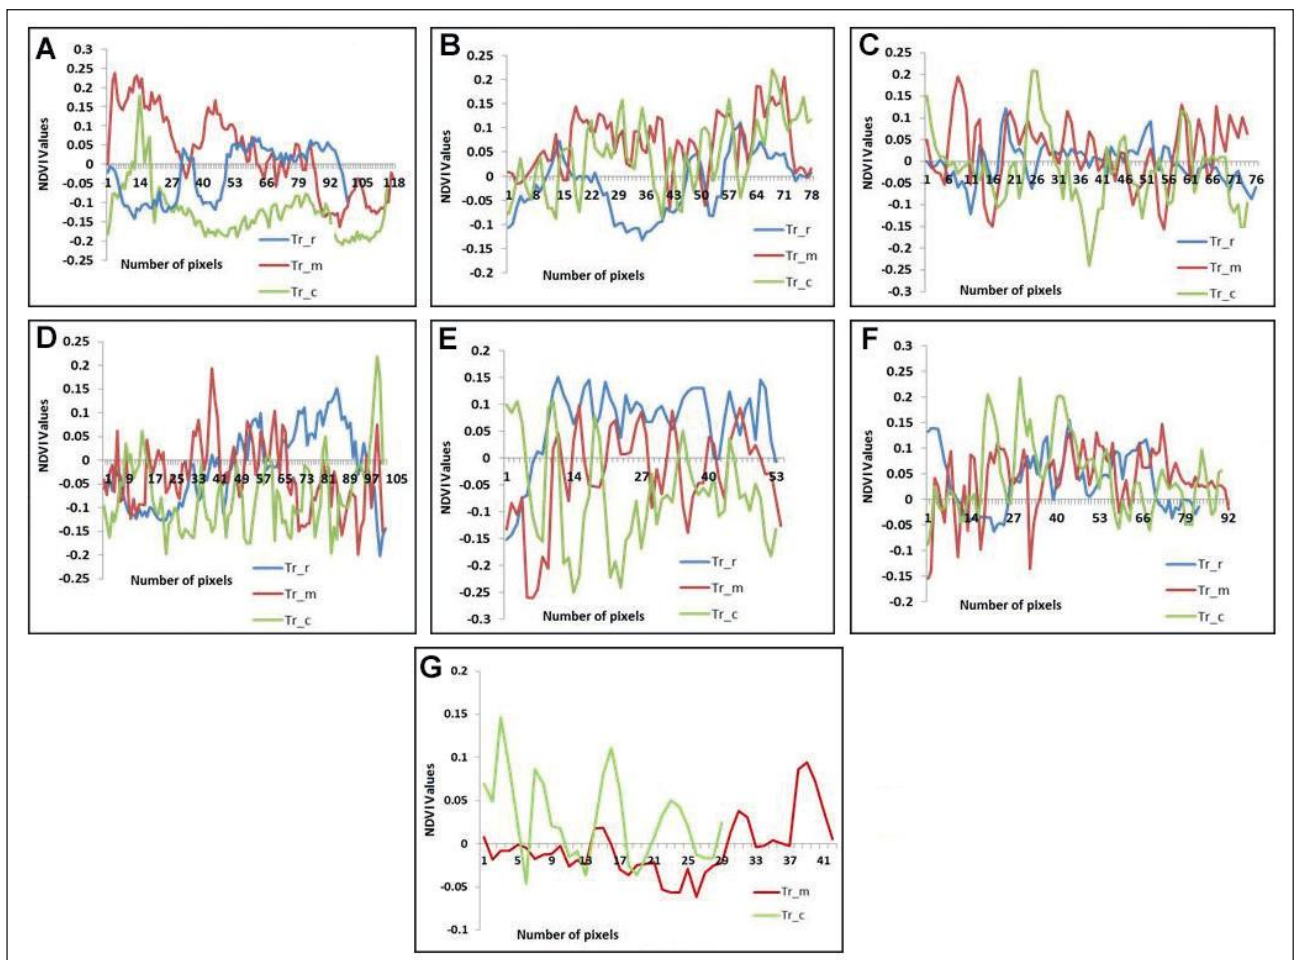 A
0.3
0.25
0.2
0.15
0.1
0.05
0
-0.05
-0.1
-0.15
-0.2
-0.25
NDVI Values
1 14 27 40 53 66 79 92 105 118
Number of pixels
Tr_r
Tr_m
Tr_c
B
0.25
0.2
0.15
0.1
0.05
0
-0.05
-0.1
-0.15
-0.2
NDVI Values
1 8 15 22 29 36 43 50 57 64 71 78
Number of pixels
Tr_r
Tr_m
Tr_c
C
0.25
0.2
0.15
0.1
0.05
0
-0.05
-0.1
-0.15
-0.2
-0.25
-0.3
NDVI Values
1 6 11 16 21 26 31 36 41 46 51 56 61 66 71 76
Number of pixels
Tr_r
Tr_m
Tr_c
D
0.25
0.2
0.15
0.1
0.05
0
-0.05
-0.1
-0.15
-0.2
-0.25
NDVI Values
1 9 17 25 33 41 49 57 65 73 81 89 97 105
Number of pixels
Tr_r
Tr_m
Tr_c
E
0.2
0.15
0.1
0.05
0
-0.05
-0.1
-0.15
-0.2
-0.25
-0.3
NDVI Values
1 14 27 40 53
Number of pixels
Tr_r
Tr_m
Tr_c
F
0.3
0.25
0.2
0.15
0.1
0.05
0
-0.05
-0.1
-0.15
-0.2
NDVI Values
1 14 27 40 53 66 79 92
Number of pixels
Tr_r
Tr_m
Tr_c
G
0.2
0.15
0.1
0.05
0
-0.05
-0.1
NDVI Values
1 5 9 13 17 21 25 29 33 37 41
Number of pixels
Tr_m
Tr_c